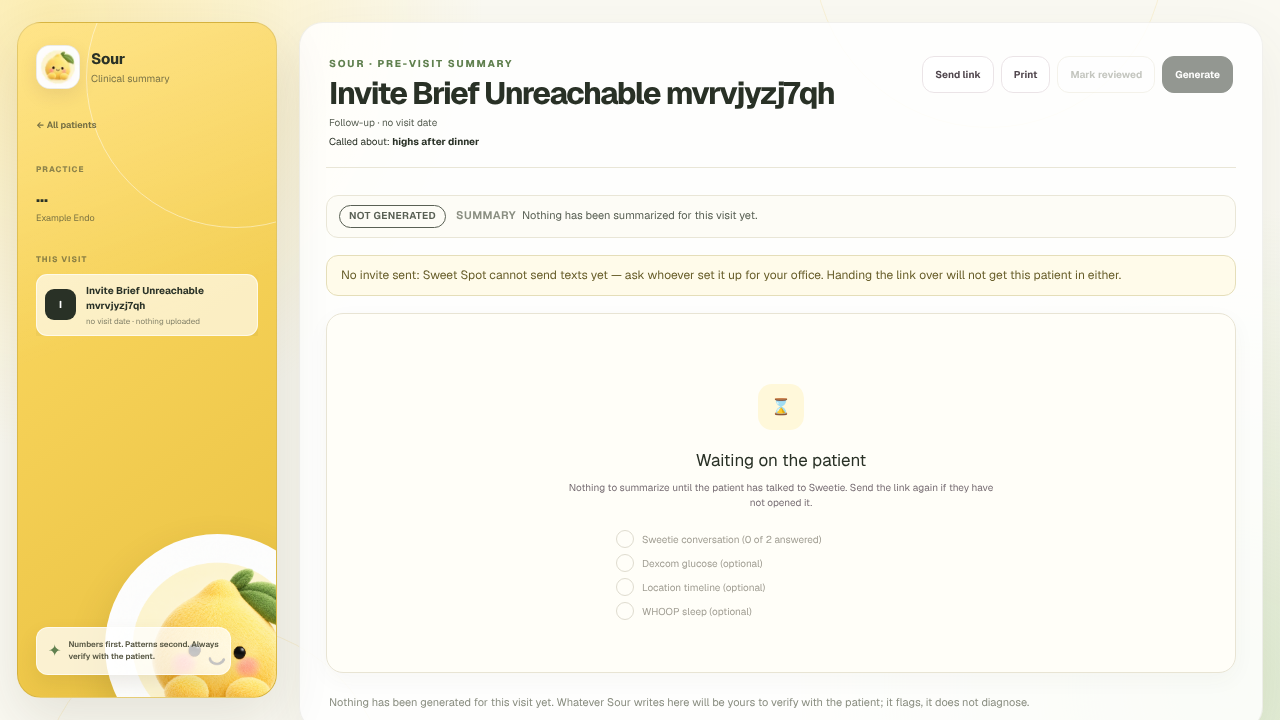 Sour
Clinical summary
← All patients
PRACTICE
...
Example Endo
THIS VISIT
I
Invite Brief Unreachable
mvrvjyzj7qh
no visit date · nothing uploaded
Numbers first. Patterns second. Always
verify with the patient.
SOUR · PRE-VISIT SUMMARY
Invite Brief Unreachable mvrvjyzj7qh
Follow-up · no visit date
Called about: highs after dinner
Send link
Print
Mark reviewed
Generate
NOT GENERATED SUMMARY Nothing has been summarized for this visit yet.
No invite sent: Sweet Spot cannot send texts yet — ask whoever set it up for your office. Handing the link over will not get this patient in either.
Waiting on the patient
Nothing to summarize until the patient has talked to Sweetie. Send the link again if they have
not opened it.
Sweetie conversation (0 of 2 answered)
Dexcom glucose (optional)
Location timeline (optional)
WHOOP sleep (optional)
Nothing has been generated for this visit yet. Whatever Sour writes here will be yours to verify with the patient; it flags, it does not diagnose.